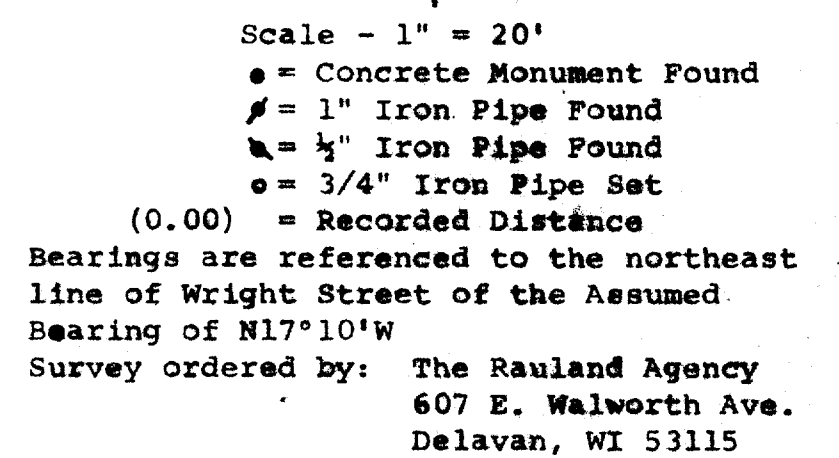 Scale - 1" = 20'
● = Concrete Monument Found
= 1" Iron Pipe Found
= ½" Iron Pipe Found
o = 3/4" Iron Pipe Set
(0.00) = Recorded Distance
Bearings are referenced to the northeast
line of Wright Street of the Assumed
Bearing of N17°10'W
Survey ordered by: The Rauland Agency
607 E. Walworth Ave.
Delavan, WI 53115